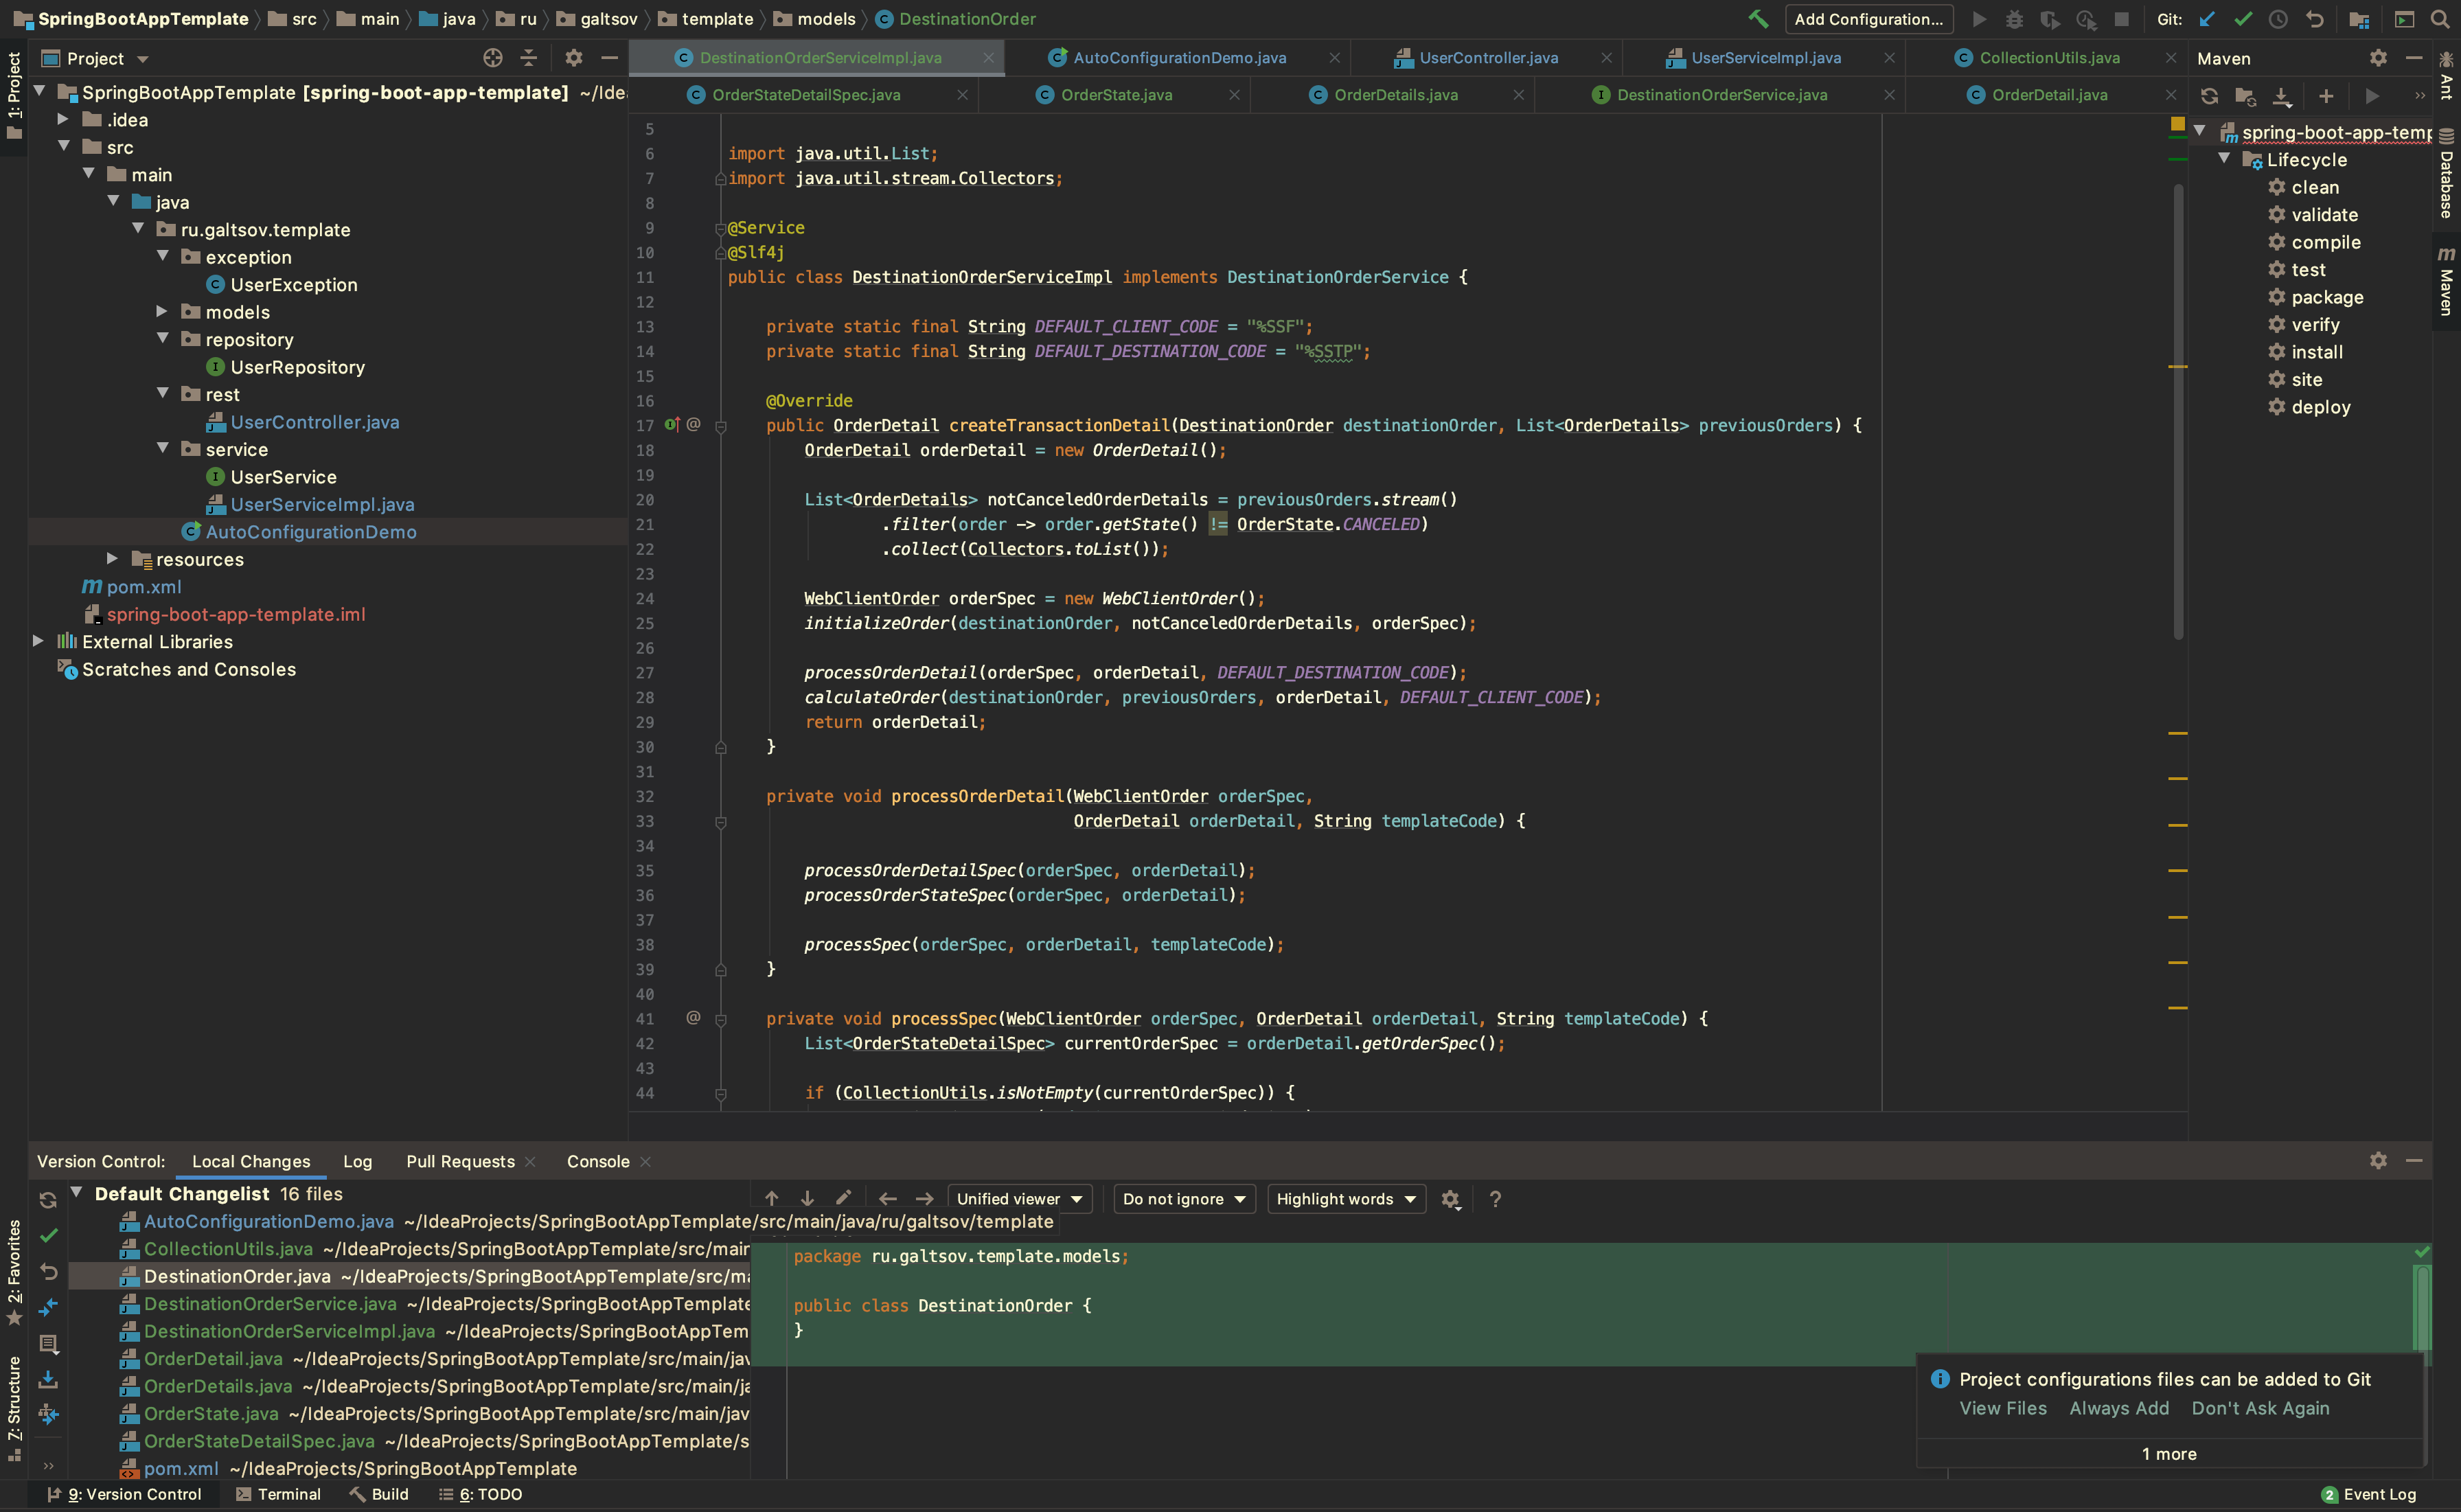 SpringBootAppTemplate src main java ru galtsov template models DestinationOrder Add Configuration... Git:
1: Project
Project
SpringBootAppTemplate [spring-boot-app-template] ~/Ide
.idea
src
main
java
ru.galtsov.template
exception
UserException
models
repository
UserRepository
rest
UserController.java
service
UserService
UserServiceImpl.java
AutoConfigurationDemo
resources
pom.xml
spring-boot-app-template.iml
External Libraries
Scratches and Consoles
DestinationOrderServiceImpl.java AutoConfigurationDemo.java UserController.java UserServiceImpl.java CollectionUtils.java
OrderStateDetailSpec.java OrderState.java OrderDetails.java DestinationOrderService.java OrderDetail.java
5
6 import java.util.List;
7 import java.util.stream.Collectors;
8
9 @Service
10 @Slf4j
11 public class DestinationOrderServiceImpl implements DestinationOrderService {
12
13 private static final String DEFAULT_CLIENT_CODE = "%SSF";
14 private static final String DEFAULT_DESTINATION_CODE = "%SSTP";
15
16 @Override
17 public OrderDetail createTransactionDetail(DestinationOrder destinationOrder, List<OrderDetails> previousOrders) {
18 OrderDetail orderDetail = new OrderDetail();
19
20 List<OrderDetails> notCanceledOrderDetails = previousOrders.stream()
21 .filter(order -> order.getState() != OrderState.CANCELED)
22 .collect(Collectors.toList());
23
24 WebClientOrder orderSpec = new WebClientOrder();
25 initializeOrder(destinationOrder, notCanceledOrderDetails, orderSpec);
26
27 processOrderDetail(orderSpec, orderDetail, DEFAULT_DESTINATION_CODE);
28 calculateOrder(destinationOrder, previousOrders, orderDetail, DEFAULT_CLIENT_CODE);
29 return orderDetail;
30 }
31
32 private void processOrderDetail(WebClientOrder orderSpec,
33 OrderDetail orderDetail, String templateCode) {
34
35 processOrderDetailSpec(orderSpec, orderDetail);
36 processOrderStateSpec(orderSpec, orderDetail);
37
38 processSpec(orderSpec, orderDetail, templateCode);
39 }
40
41 private void processSpec(WebClientOrder orderSpec, OrderDetail orderDetail, String templateCode) {
42 List<OrderStateDetailSpec> currentOrderSpec = orderDetail.getOrderSpec();
43
44 if (CollectionUtils.isNotEmpty(currentOrderSpec)) {
Maven
spring-boot-app-temp
Lifecycle
clean
validate
compile
test
package
verify
install
site
deploy
Ant
Database
Maven
Version Control: Local Changes Log Pull Requests Console
Default Changelist 16 files
AutoConfigurationDemo.java ~/IdeaProjects/SpringBootAppTemplate/src/main/java/ru/galtsov/template
CollectionUtils.java ~/IdeaProjects/SpringBootAppTemplate/src/main
DestinationOrder.java ~/IdeaProjects/SpringBootAppTemplate/src/ma
DestinationOrderService.java ~/IdeaProjects/SpringBootAppTemplate
DestinationOrderServiceImpl.java ~/IdeaProjects/SpringBootAppTem
OrderDetail.java ~/IdeaProjects/SpringBootAppTemplate/src/main/jav
OrderDetails.java ~/IdeaProjects/SpringBootAppTemplate/src/main/ja
OrderState.java ~/IdeaProjects/SpringBootAppTemplate/src/main/jav
OrderStateDetailSpec.java ~/IdeaProjects/SpringBootAppTemplate/s
pom.xml ~/IdeaProjects/SpringBootAppTemplate
Unified viewer Do not ignore Highlight words ?
package ru.galtsov.template.models;
public class DestinationOrder {
}
Project configurations files can be added to Git
View Files Always Add Don't Ask Again
1 more
2: Favorites
7: Structure
9: Version Control Terminal Build 6: TODO 2 Event Log